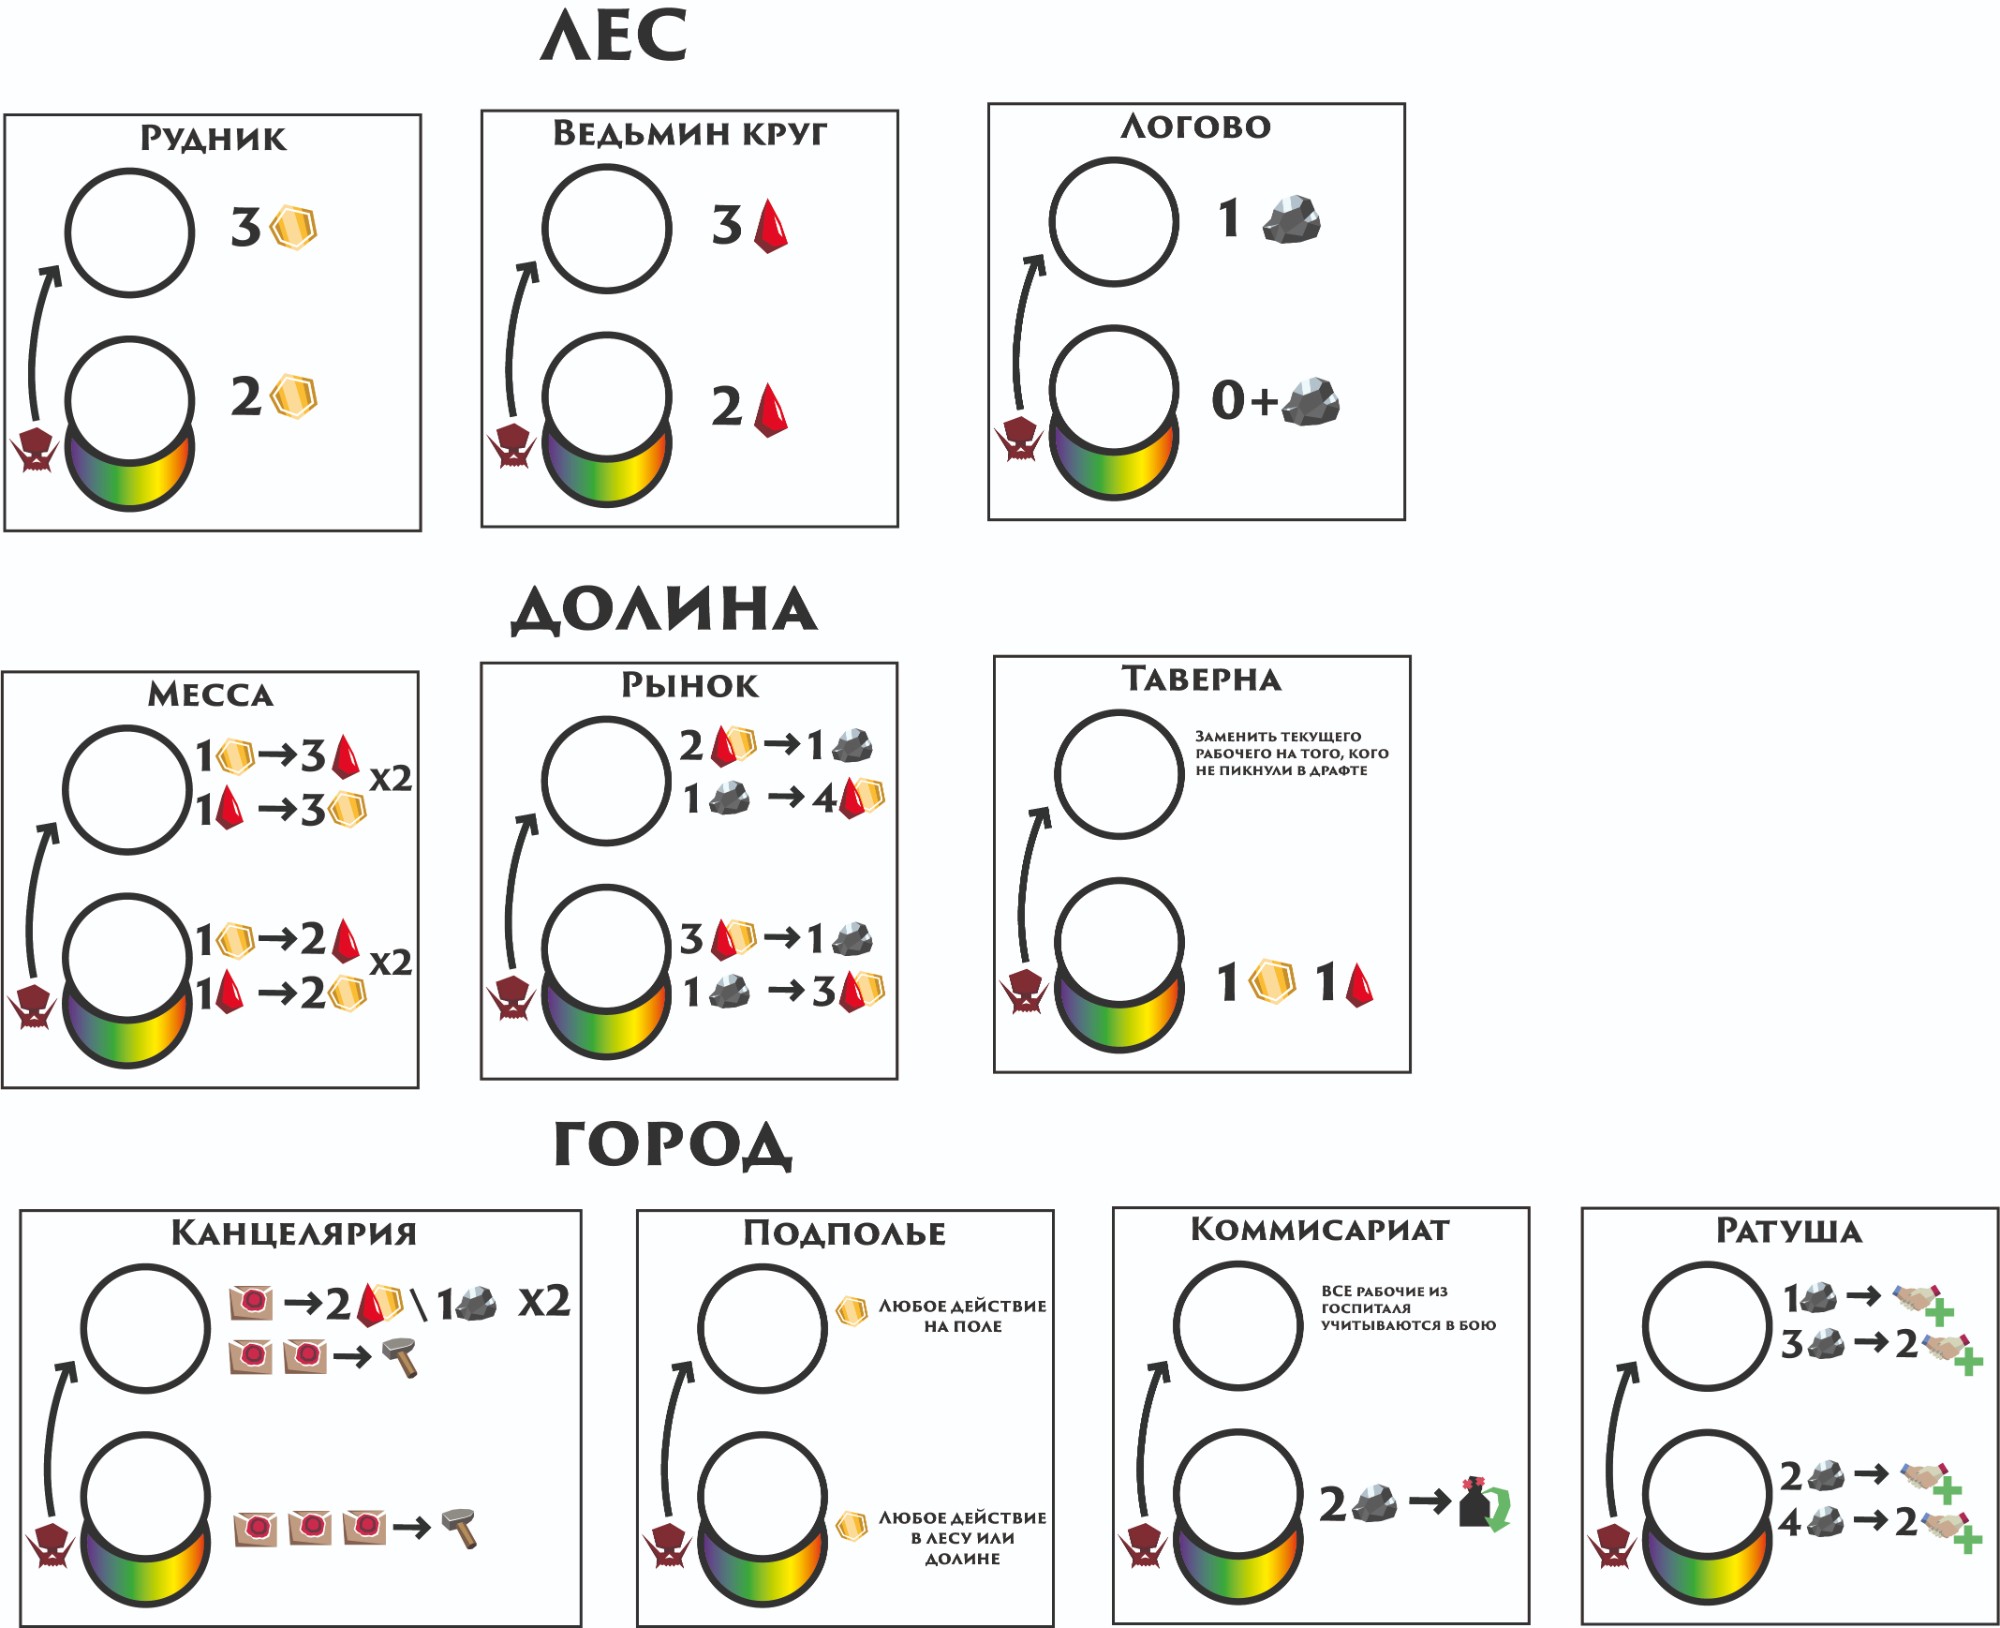 ЛЕС
Рудник
3
2
Ведьмин круг
3
2
Логово
1
0+
ДОЛИНА
Месса
1→3
1→3
x2
1→2
1→2
x2
Рынок
2→1
1→4
3→1
1→3
Таверна
Заменить текущего
рабочего на того, кого
не пикнули в драфте
1 1
ГОРОД
Канцелярия
→2\1 x2
→
→
Подполье
Любое действие
на поле
Любое действие
в лесу или
долине
Коммисариат
ВСЕ рабочие из
госпиталя
учитываются в бою
2→
Ратуша
1→
3→2
2→
4→2